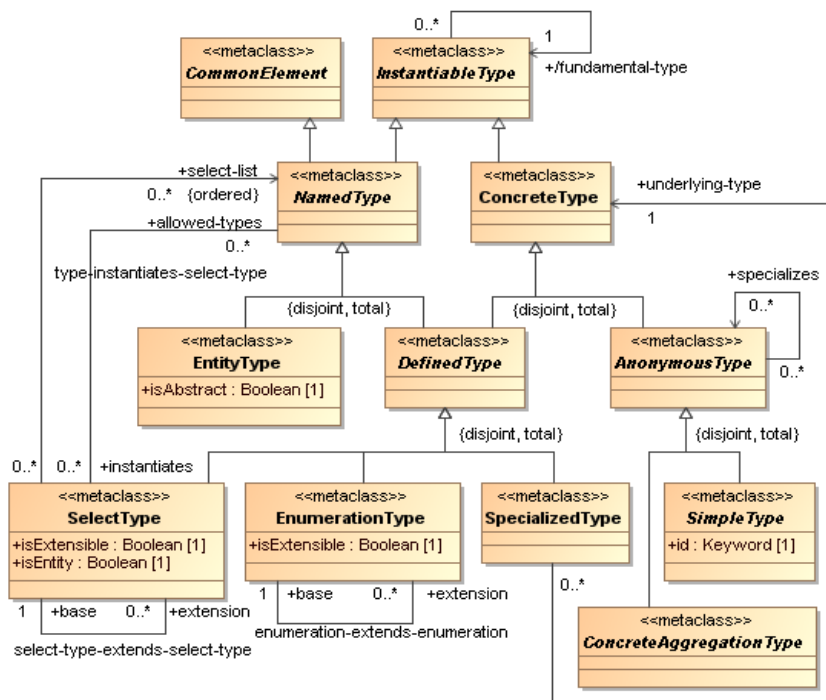 0..*
1
+/fundamental-type
<<metaclass>>
CommonElement
<<metaclass>>
InstantiableType
+select-list
0..* {ordered}
<<metaclass>>
NamedType
<<metaclass>>
ConcreteType
+underlying-type
1
+allowed-types
0..*
type-instantiates-select-type
{disjoint, total}
{disjoint, total}
+specializes
0..*
0..*
<<metaclass>>
EntityType
+isAbstract : Boolean [1]
<<metaclass>>
DefinedType
<<metaclass>>
AnonymousType
{disjoint, total}
{disjoint, total}
0..*
0..*
+instantiates
<<metaclass>>
SelectType
+isExtensible : Boolean [1]
+isEntity : Boolean [1]
<<metaclass>>
EnumerationType
+isExtensible : Boolean [1]
<<metaclass>>
SpecializedType
<<metaclass>>
SimpleType
+id : Keyword [1]
1
+base
0..*
+extension
select-type-extends-select-type
1
+base
0..*
+extension
enumeration-extends-enumeration
0..*
<<metaclass>>
ConcreteAggregationType